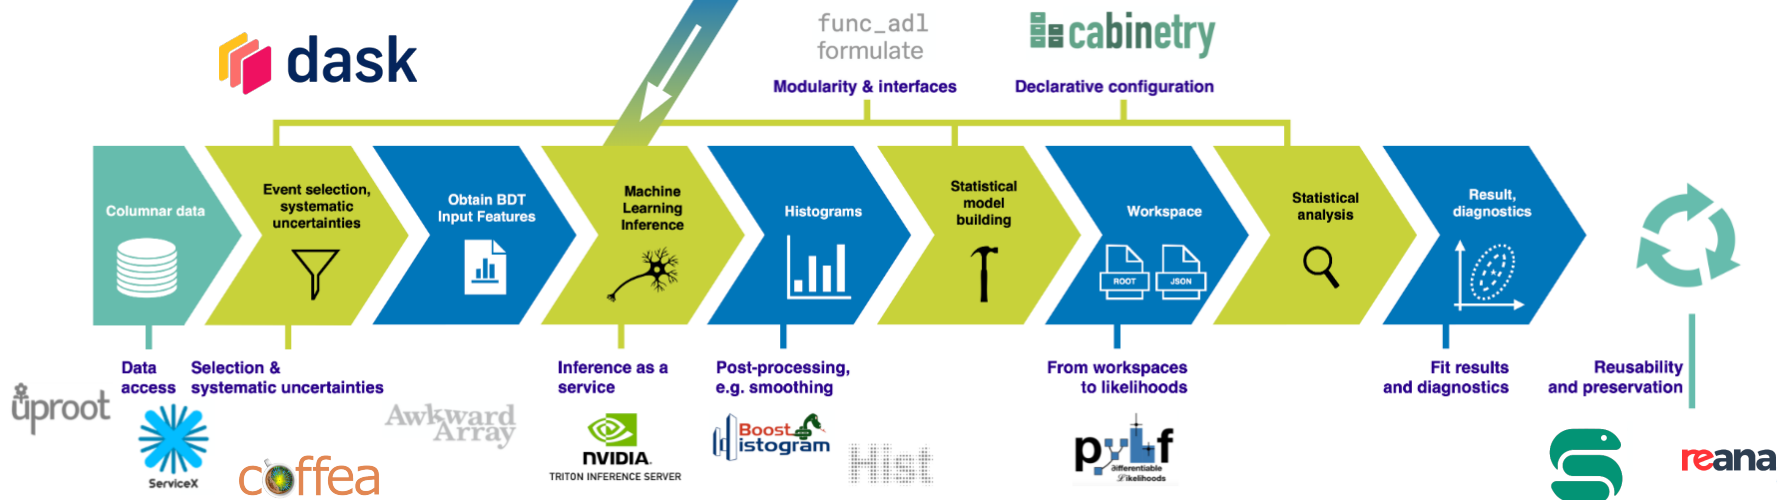 dask
func_adl
formulate
cabinetry
Modularity & interfaces
Declarative configuration
Columnar data
Event selection,
systematic
uncertainties
Obtain BDT
Input Features
Machine
Learning
Inference
Histograms
Statistical
model
building
Workspace
ROOT
JSON
Statistical
analysis
Result,
diagnostics
Data
access
Selection &
systematic uncertainties
Inference as a
service
Post-processing,
e.g. smoothing
From workspaces
to likelihoods
Fit results
and diagnostics
Reusability
and preservation
uproot
ServiceX
coffea
Awkward
Array
NVIDIA.
TRITON INFERENCE SERVER
Boost
istogram
Hist
pyhf
differentiable
Likelihoods
reana